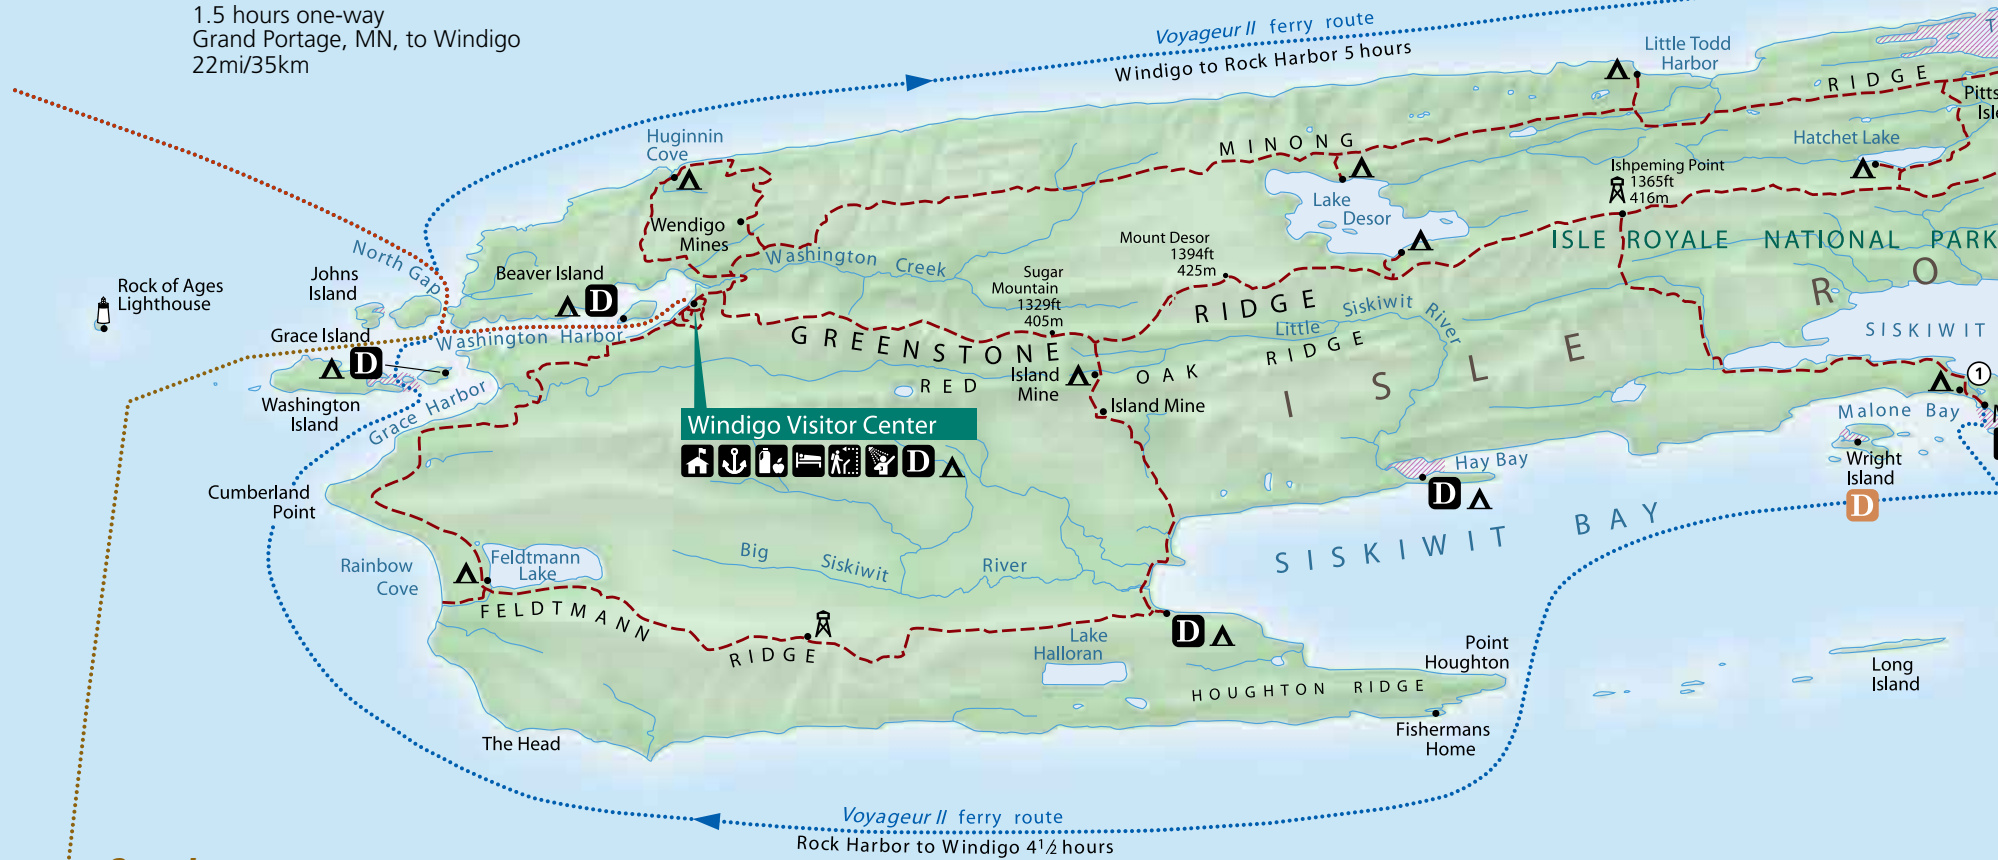 1.5 hours one-way
Grand Portage, MN, to Windigo
22mi/35km
Voyageur II ferry route
Windigo to Rock Harbor 5 hours
Little Todd
Harbor
RIDGE
Pitts
Isle
Hatchet Lake
Huginnin
Cove
MINONG
Ishpeming Point
1365ft
416m
Lake
Desor
Wendigo
Mines
Washington Creek
Mount Desor
1394ft
425m
ISLE ROYALE NATIONAL PARK
North Gap
Johns
Island
Beaver Island
D
Rock of Ages
Lighthouse
Sugar
Mountain
1329ft
405m
RIDGE
Siskiwit
River
Little
R O
SISKIWIT
Grace Island
D
Washington Harbor
GREENSTONE
RED
Island
Mine
OAK
RIDGE
ISLE
1
Island Mine
Washington
Island
Grace Harbor
Windigo Visitor Center
D
Malone Bay
Wright
Island
D
Hay Bay
D
Cumberland
Point
SISKIWIT BAY
Rainbow
Cove
Feldtmann
Lake
Big Siskiwit River
FELDTMANN
RIDGE
D
Lake
Halloran
Point
Houghton
HOUGHTON RIDGE
Long
Island
Fishermans
Home
The Head
Voyageur II ferry route
Rock Harbor to Windigo 4½ hours